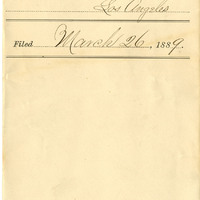 Los Angeles
Filed March 26, 1889.